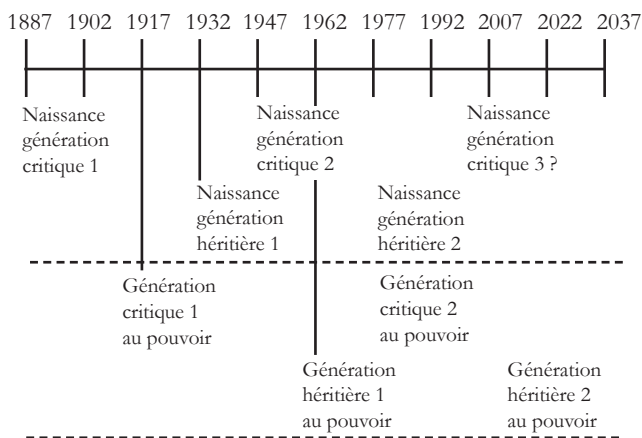 1887 1902 1917 1932 1947 1962 1977 1992 2007 2022 2037
Naissance
génération
critique 1
Naissance
génération
critique 2
Naissance
génération
critique 3 ?
Naissance
génération
héritière 1
Naissance
génération
héritière 2
Génération
critique 1
au pouvoir
Génération
critique 2
au pouvoir
Génération
héritière 1
au pouvoir
Génération
héritière 2
au pouvoir